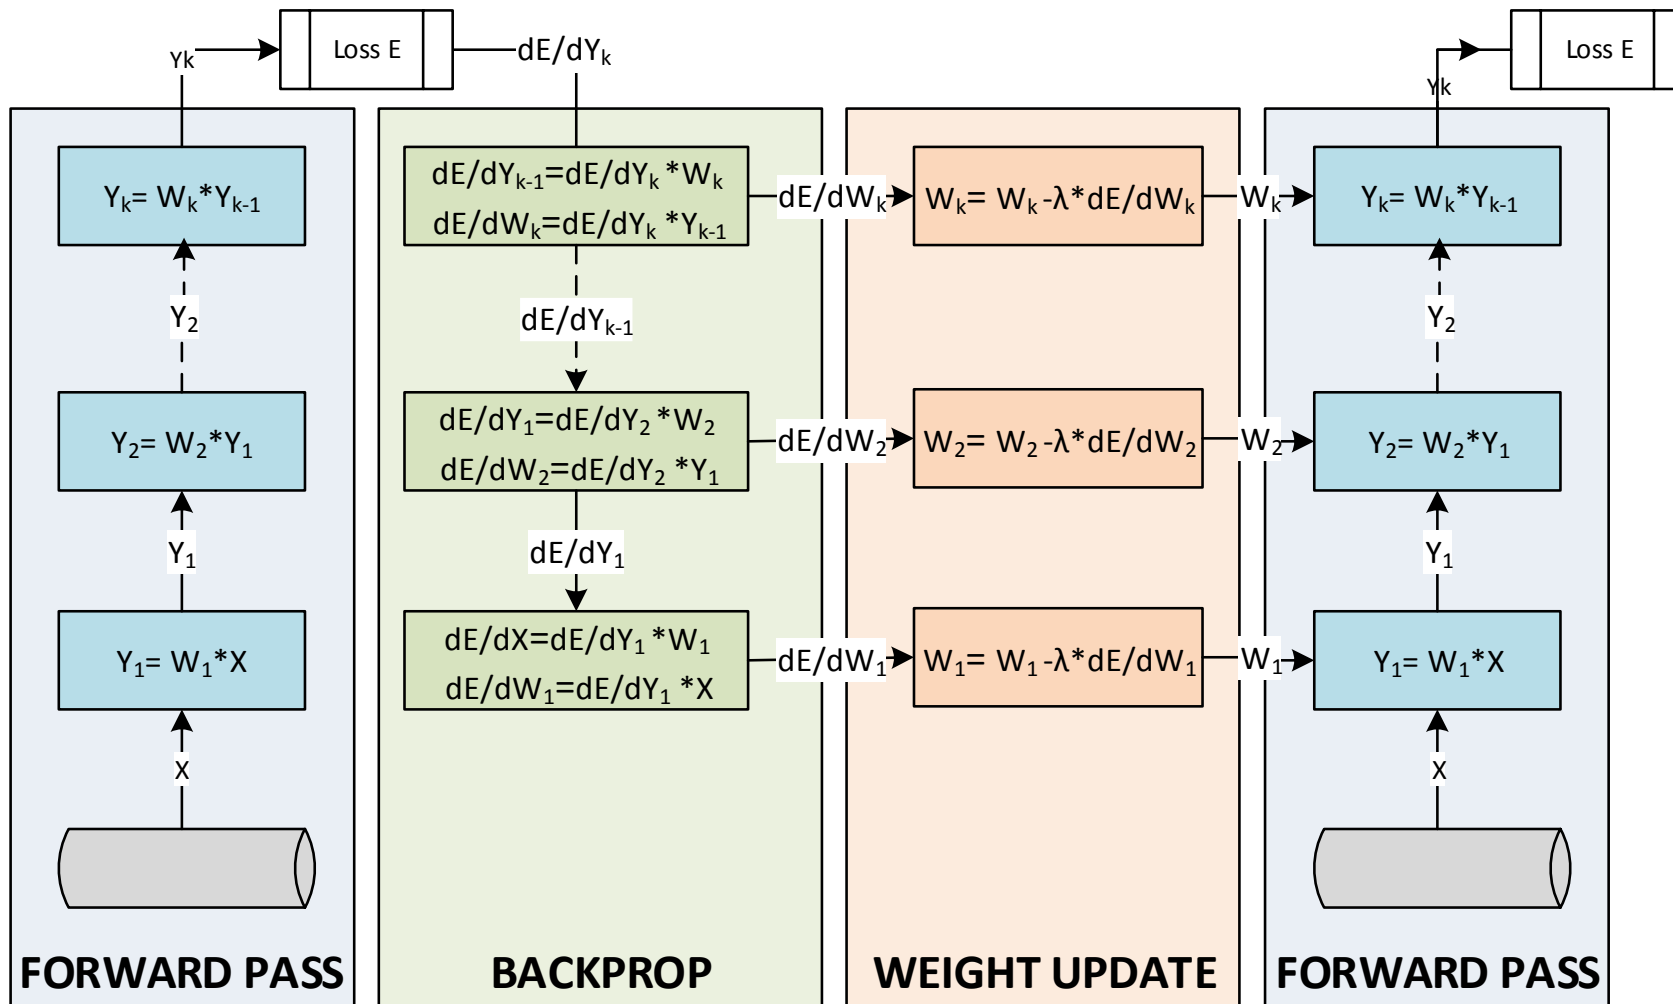 Yk
Loss E
dE/dYₖ
Yₖ= Wₖ*Yₖ₋₁
Y₂
Y₂= W₂*Y₁
Y₁
Y₁= W₁*X
X
FORWARD PASS
dE/dYₖ₋₁=dE/dYₖ*Wₖ
dE/dWₖ=dE/dYₖ*Yₖ₋₁
dE/dYₖ₋₁
dE/dY₁=dE/dY₂*W₂
dE/dW₂=dE/dY₂*Y₁
dE/dY₁
dE/dX=dE/dY₁*W₁
dE/dW₁=dE/dY₁*X
BACKPROP
dE/dWₖ
dE/dW₂
dE/dW₁
Wₖ= Wₖ-λ*dE/dWₖ
W₂= W₂-λ*dE/dW₂
W₁= W₁-λ*dE/dW₁
WEIGHT UPDATE
Wₖ
W₂
W₁
Yk
Loss E
Yₖ= Wₖ*Yₖ₋₁
Y₂
Y₂= W₂*Y₁
Y₁
Y₁= W₁*X
X
FORWARD PASS